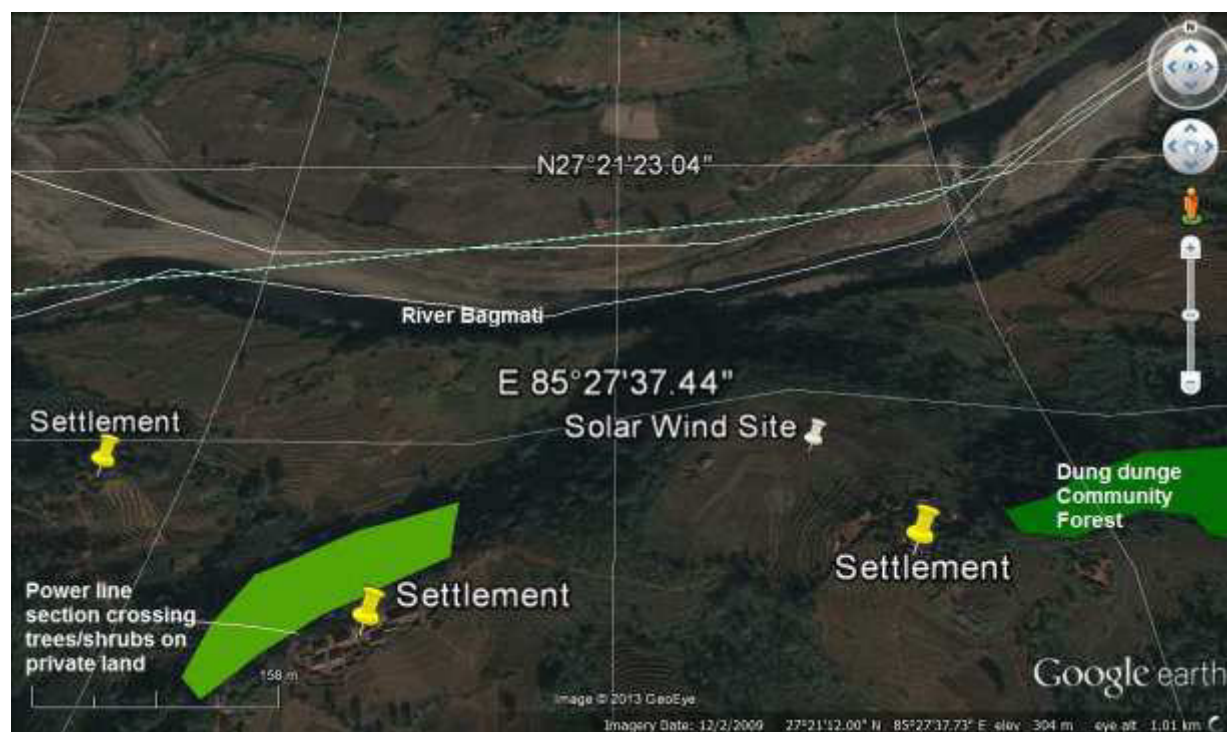 N
N27°21'23.04"
River Bagmati
E 85°27'37.44"
Settlement
Solar Wind Site
Dung dunge
Community
Forest
Settlement
Settlement
Power line
section crossing
trees/shrubs on
private land
158 m
Google earth
Image © 2013 GeoEye
Imagery Date: 12/2/2009 27°21'12.00" N 85°27'37.73" E elev 304 m eye alt 1.01 km